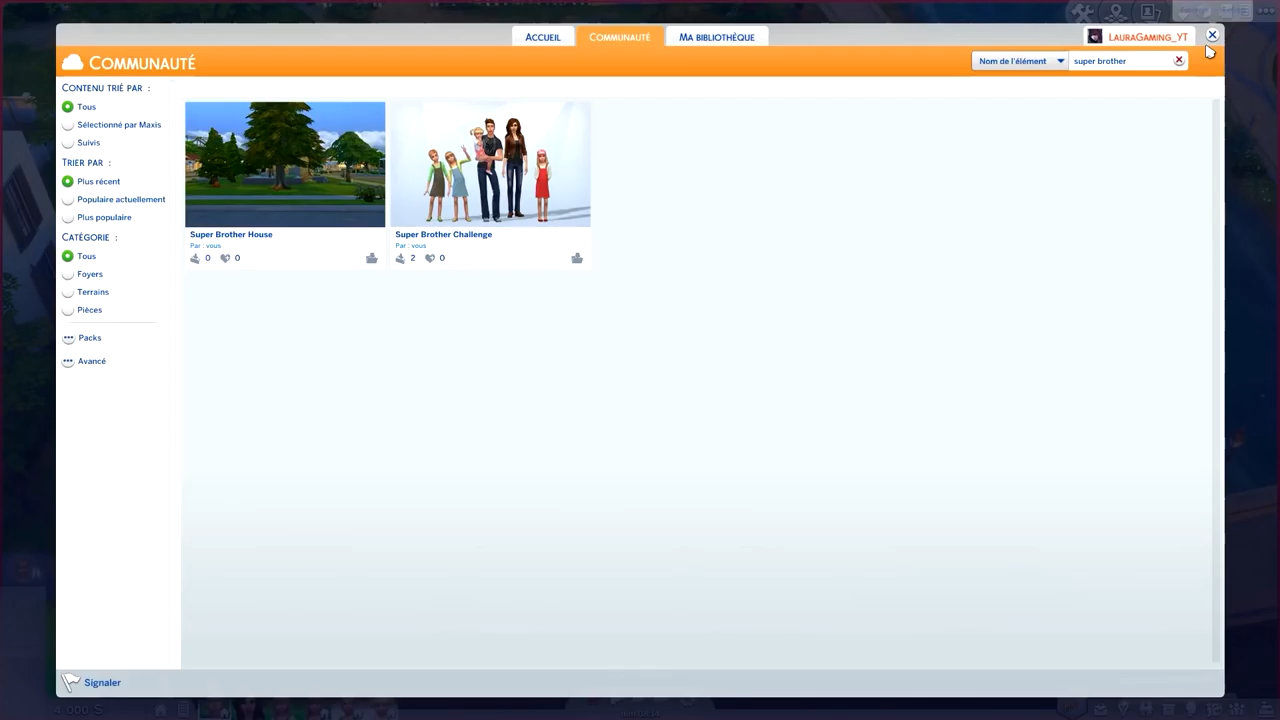 ACCUEIL
COMMUNAUTÉ
MA BIBLIOTHÈQUE
LAURAGAMING_YT
COMMUNAUTÉ
Nom de l'élément
super brother
CONTENU TRIÉ PAR :
Tous
Sélectionné par Maxis
Suivis
TRIER PAR :
Plus récent
Populaire actuellement
Plus populaire
CATÉGORIE :
Tous
Foyers
Terrains
Pièces
Packs
Avancé
Super Brother House
Par : vous
0
0
Super Brother Challenge
Par : vous
2
0
Signaler
4.000 S